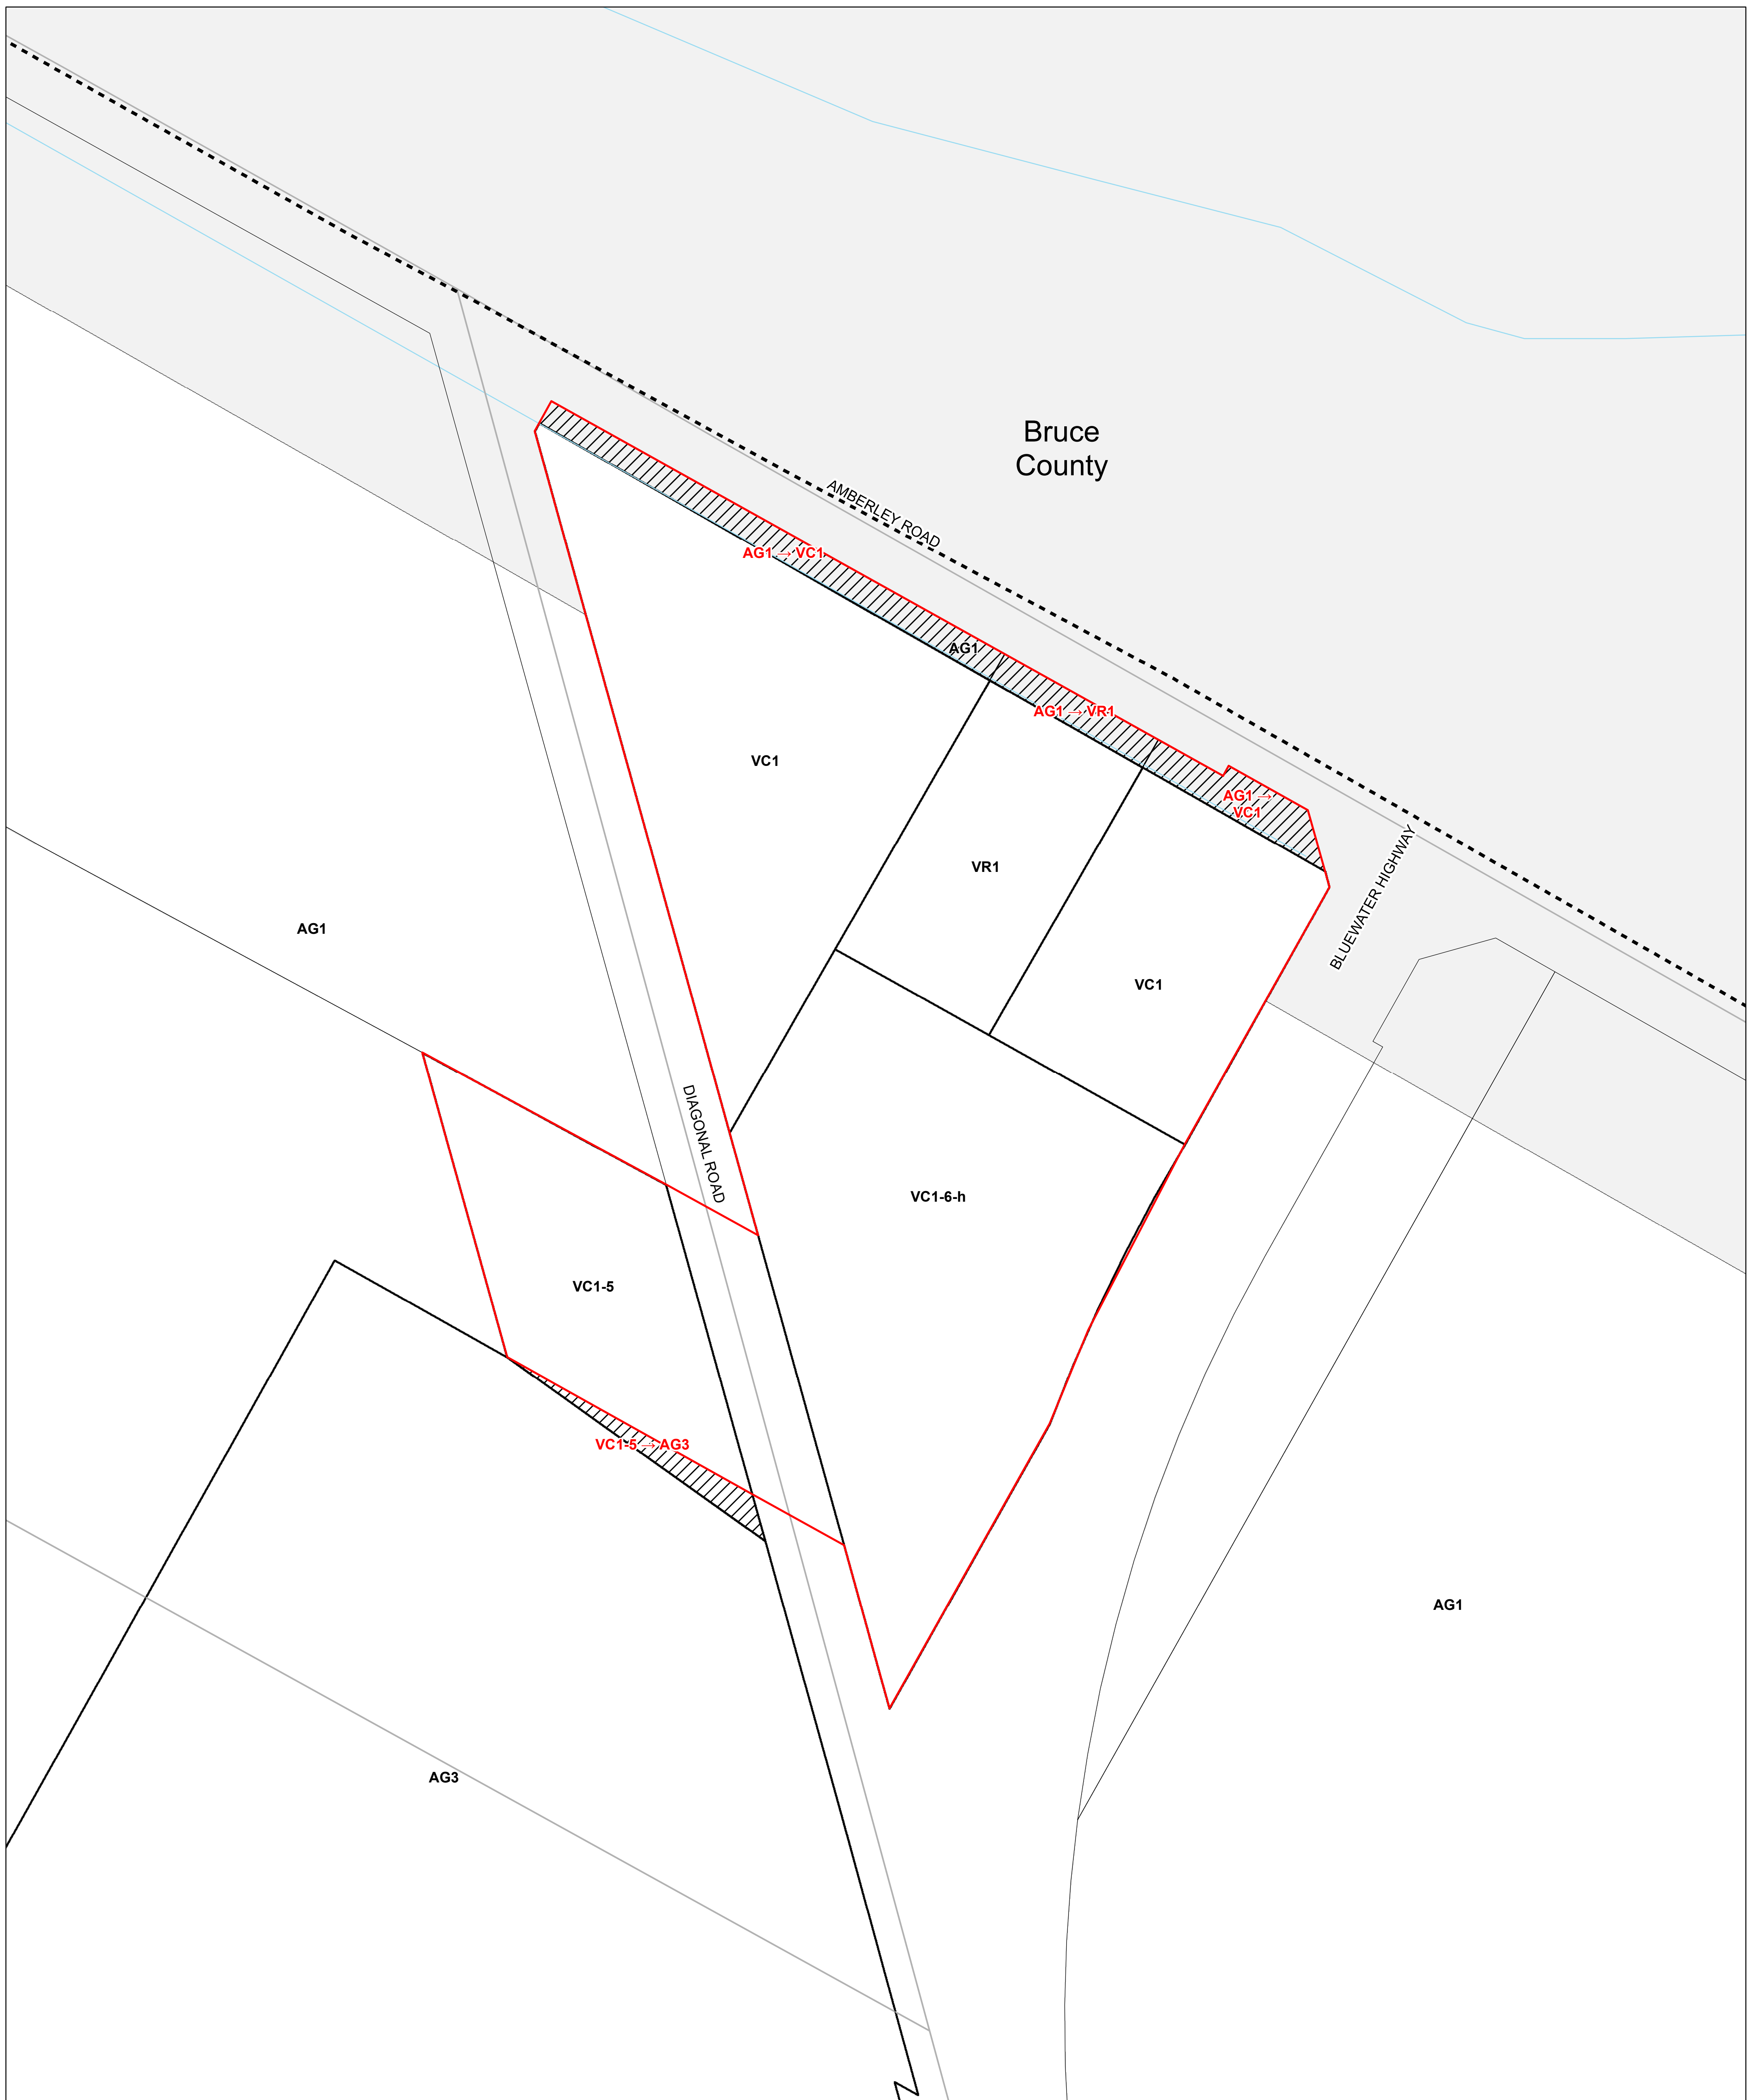 Bruce
County
AMBERLEY ROAD
AG1 → VC1
AG1
AG1 → VR1
VC1
AG1 →
VC1
BLUEWATER HIGHWAY
VR1
AG1
VC1
DIAGONAL ROAD
VC1-6-h
VC1-5
VC1-5 → AG3
AG1
AG3